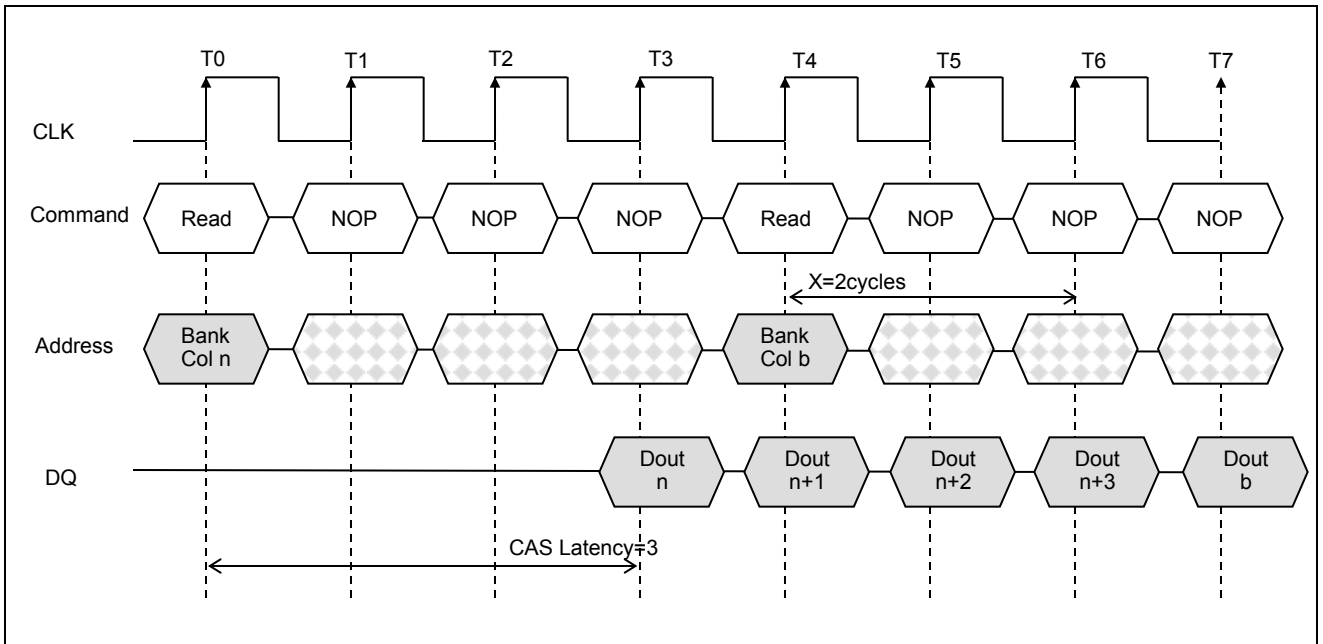 T0 T1 T2 T3 T4 T5 T6 T7
CLK
Command Read NOP NOP NOP Read NOP NOP NOP
X=2cycles
Address
Bank
Col n
Bank
Col b
DQ
Dout
n
Dout
n+1
Dout
n+2
Dout
n+3
Dout
b
CAS Latency=3